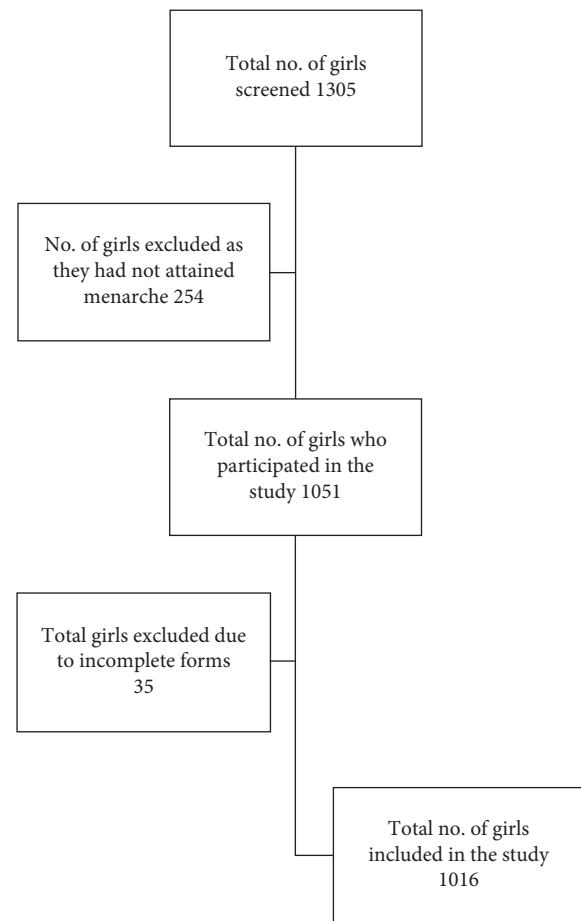 Total no. of girls
screened 1305
No. of girls excluded as
they had not attained
menarche 254
Total no. of girls who
participated in the
study 1051
Total girls excluded due
to incomplete forms
35
Total no. of girls
included in the study
1016